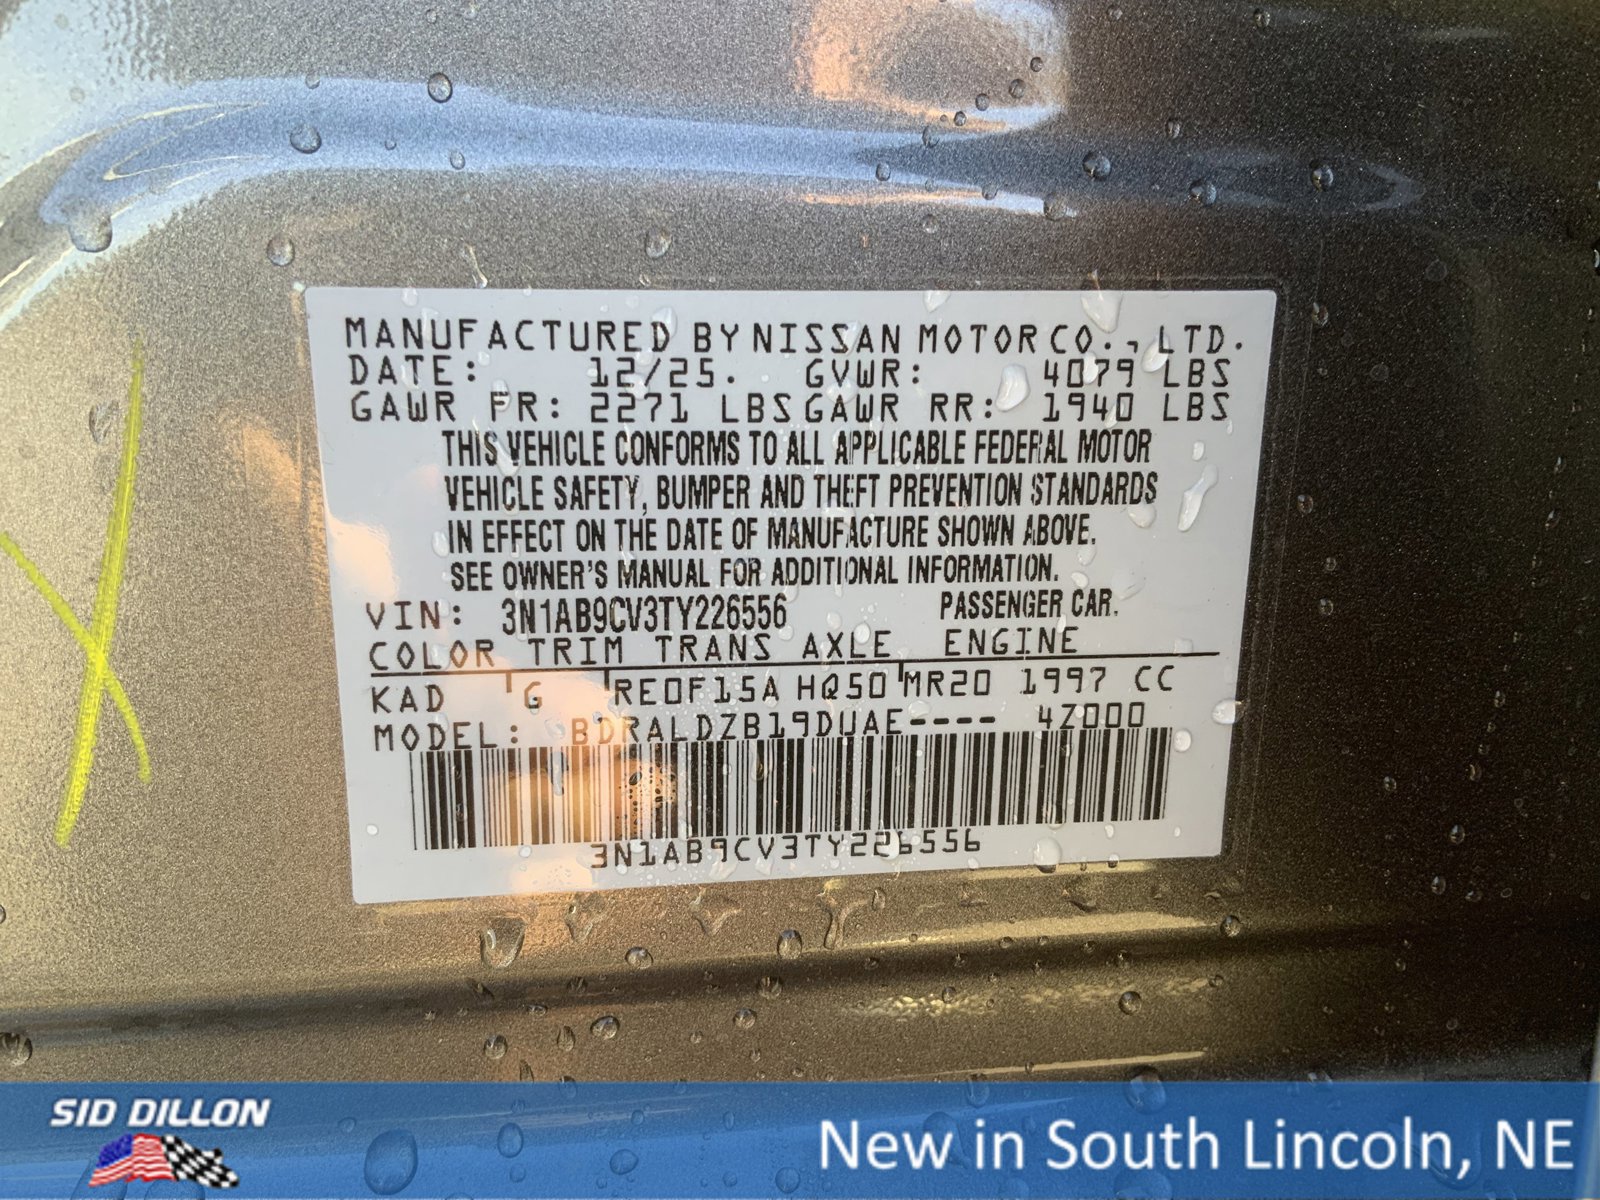 MANUFACTURED BY NISSAN MOTOR CO., LTD.
DATE: 12/25. GVWR: 4079 LBS
GAWR FR: 2271 LBS GAWR RR: 1940 LBS
THIS VEHICLE CONFORMS TO ALL APPLICABLE FEDERAL MOTOR
VEHICLE SAFETY, BUMPER AND THEFT PREVENTION STANDARDS
IN EFFECT ON THE DATE OF MANUFACTURE SHOWN ABOVE.
SEE OWNER'S MANUAL FOR ADDITIONAL INFORMATION.
VIN: 3N1AB9CV3TY226556 PASSENGER CAR.
COLOR TRIM TRANS AXLE ENGINE
KAD G RE0F15A HQ50 MR20 1997 CC
MODEL: BDRALDZB19DUAE---- 4Z000
3N1AB9CV3TY226556
SID DILLON
New in South Lincoln, NE